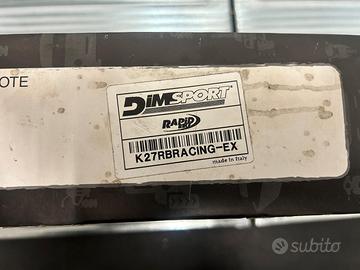 OTE
DIMSPORT
RAPID
K27RBRACING-EX
made in Italy
subito